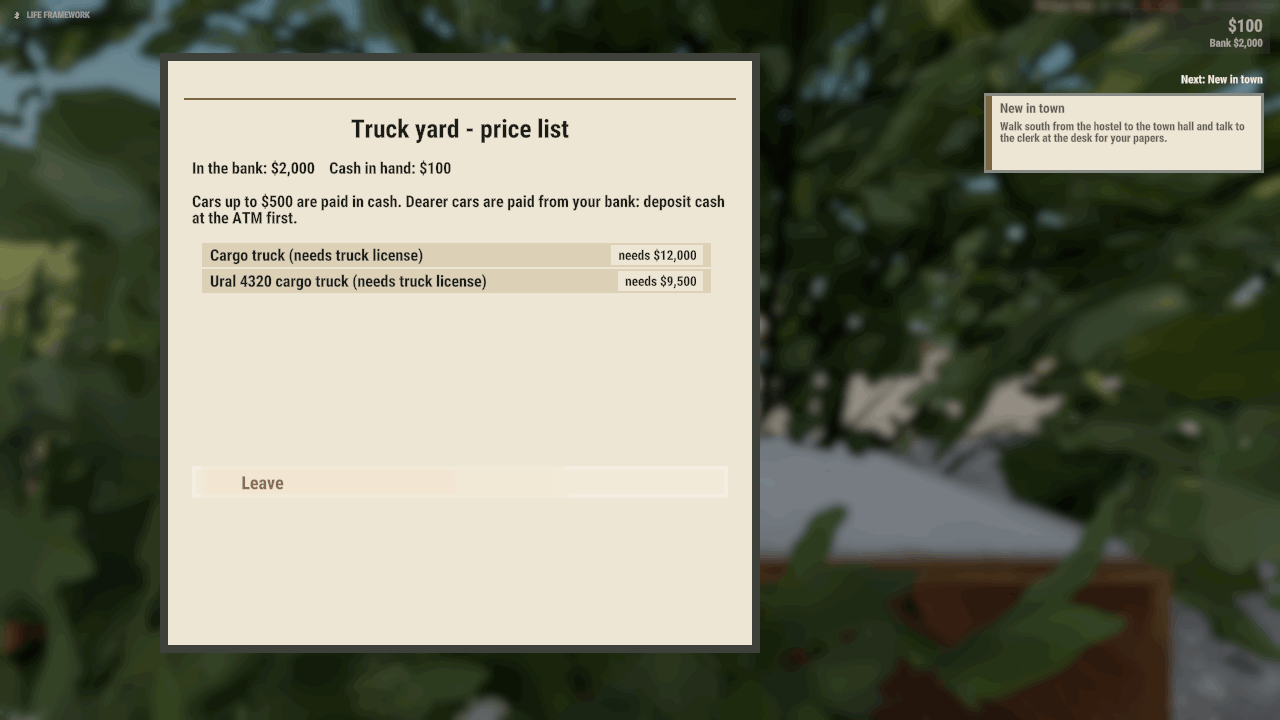 LIFE FRAMEWORK
$100
Bank $2,000
Next: New in town
New in town
Walk south from the hostel to the town hall and talk to
the clerk at the desk for your papers.
Truck yard - price list
In the bank: $2,000 Cash in hand: $100
Cars up to $500 are paid in cash. Dearer cars are paid from your bank: deposit cash
at the ATM first.
Cargo truck (needs truck license) needs $12,000
Ural 4320 cargo truck (needs truck license) needs $9,500
Leave